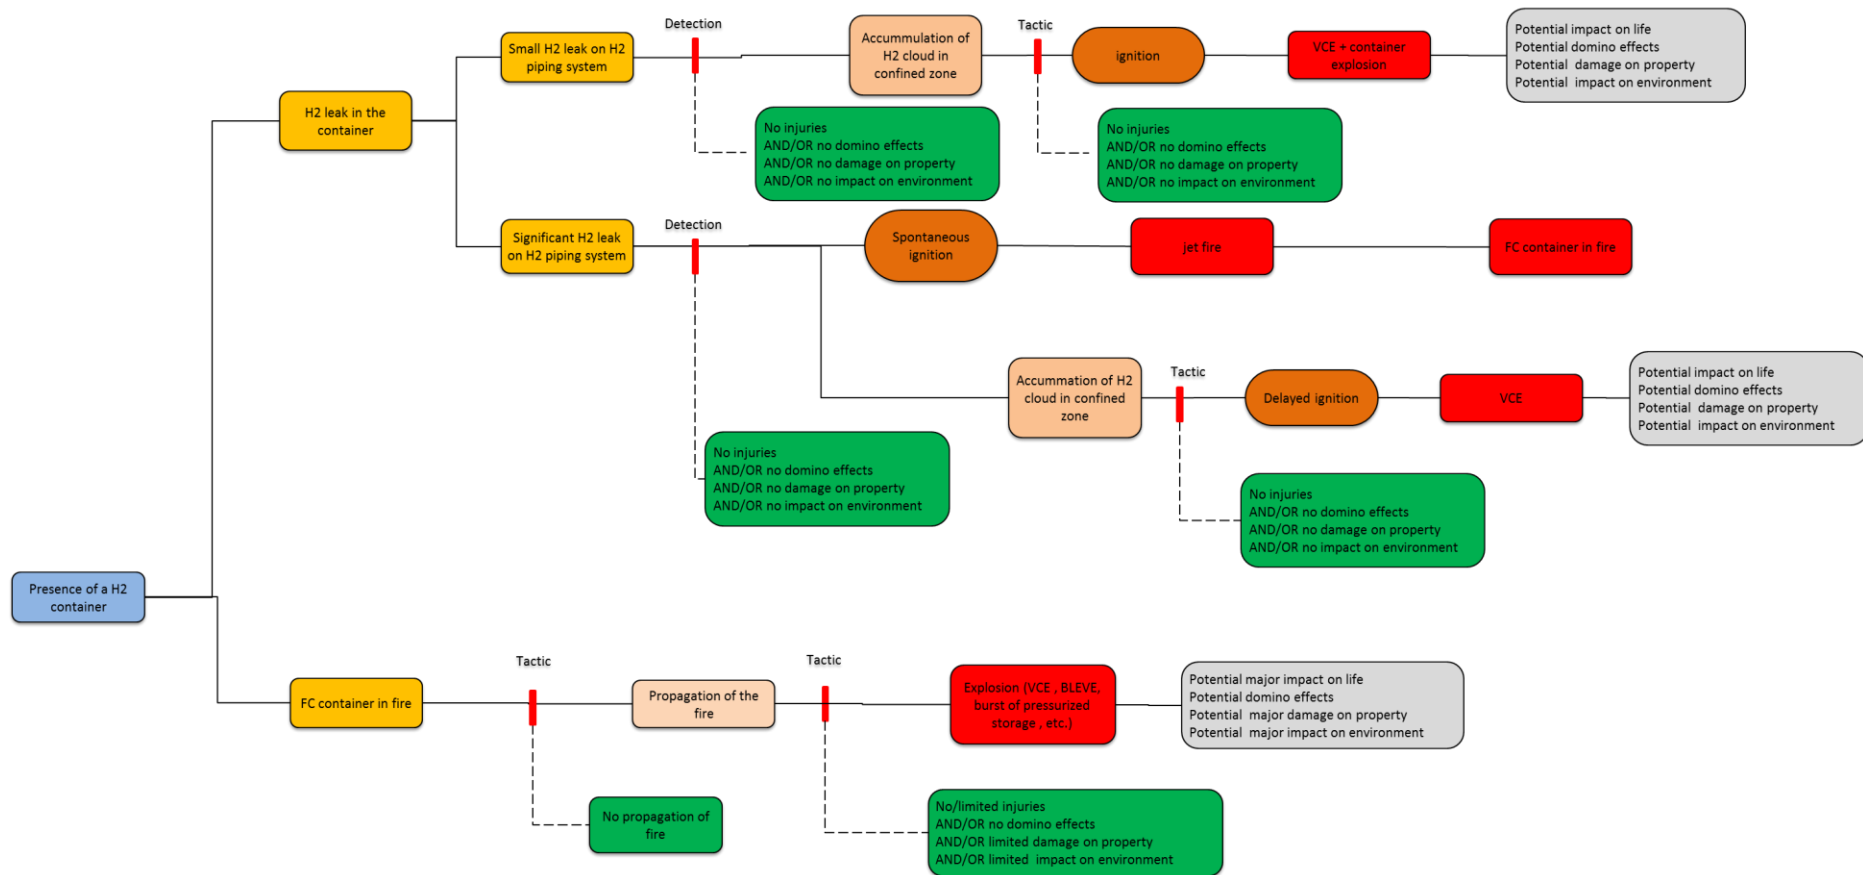 Detection
Small H2 leak on H2
piping system
Accummulation of
H2 cloud in
confined zone
Tactic
ignition
VCE + container
explosion
Potential impact on life
Potential domino effects
Potential  damage on property
Potential  impact on environment
H2 leak in the
container
No injuries
AND/OR no domino effects
AND/OR no damage on property
AND/OR no impact on environment
No injuries
AND/OR no domino effects
AND/OR no damage on property
AND/OR no impact on environment
Significant H2 leak
on H2 piping system
Detection
Spontaneous
ignition
jet fire
FC container in fire
Accummation of H2
cloud in confined
zone
Tactic
Delayed ignition
VCE
Potential impact on life
Potential domino effects
Potential  damage on property
Potential  impact on environment
No injuries
AND/OR no domino effects
AND/OR no damage on property
AND/OR no impact on environment
No injuries
AND/OR no domino effects
AND/OR no damage on property
AND/OR no impact on environment
Presence of a H2
container
FC container in fire
Tactic
Propagation of the
fire
Tactic
Explosion (VCE , BLEVE,
burst of pressurized
storage , etc.)
Potential major impact on life
Potential domino effects
Potential  major damage on property
Potential  major impact on environment
No propagation of
fire
No/limited injuries
AND/OR no domino effects
AND/OR limited damage on property
AND/OR limited  impact on environment